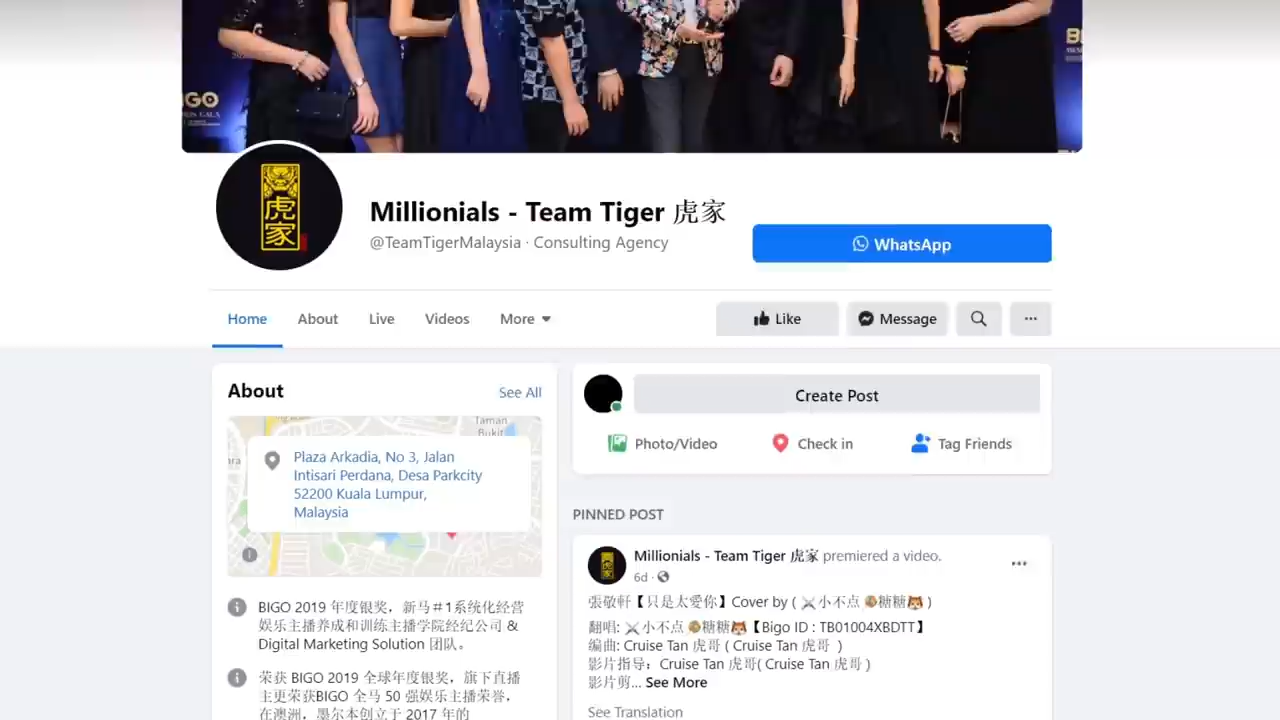 BIGO
虎家
Millionials - Team Tiger 虎家
@TeamTigerMalaysia · Consulting Agency
WhatsApp
Home About Live Videos More
Like Message ...
About See All
Create Post
Taman
Bukit
Plaza Arkadia, No 3, Jalan
Intisari Perdana, Desa Parkcity
52200 Kuala Lumpur,
Malaysia
Photo/Video Check in Tag Friends
PINNED POST
Millionials - Team Tiger 虎家 premiered a video.
6d ·
張敬軒【只是太愛你】Cover by ( ⚔小不点 🍪糖糖🐯 )
翻唱: ⚔小不点 🍪糖糖🐯【Bigo ID : TB01004XBDTT】
编曲: Cruise Tan 虎哥 ( Cruise Tan 虎哥 )
影片指导：Cruise Tan 虎哥( Cruise Tan 虎哥 )
影片剪... See More
See Translation
BIGO 2019 年度银奖，新马＃1系统化经营
娱乐主播养成和训练主播学院经纪公司 &
Digital Marketing Solution 团队。
荣获 BIGO 2019 全球年度银奖，旗下直播
主更荣获BIGO 全马 50 强娱乐主播荣誉，
在澳洲，墨尔本创立于 2017 年的